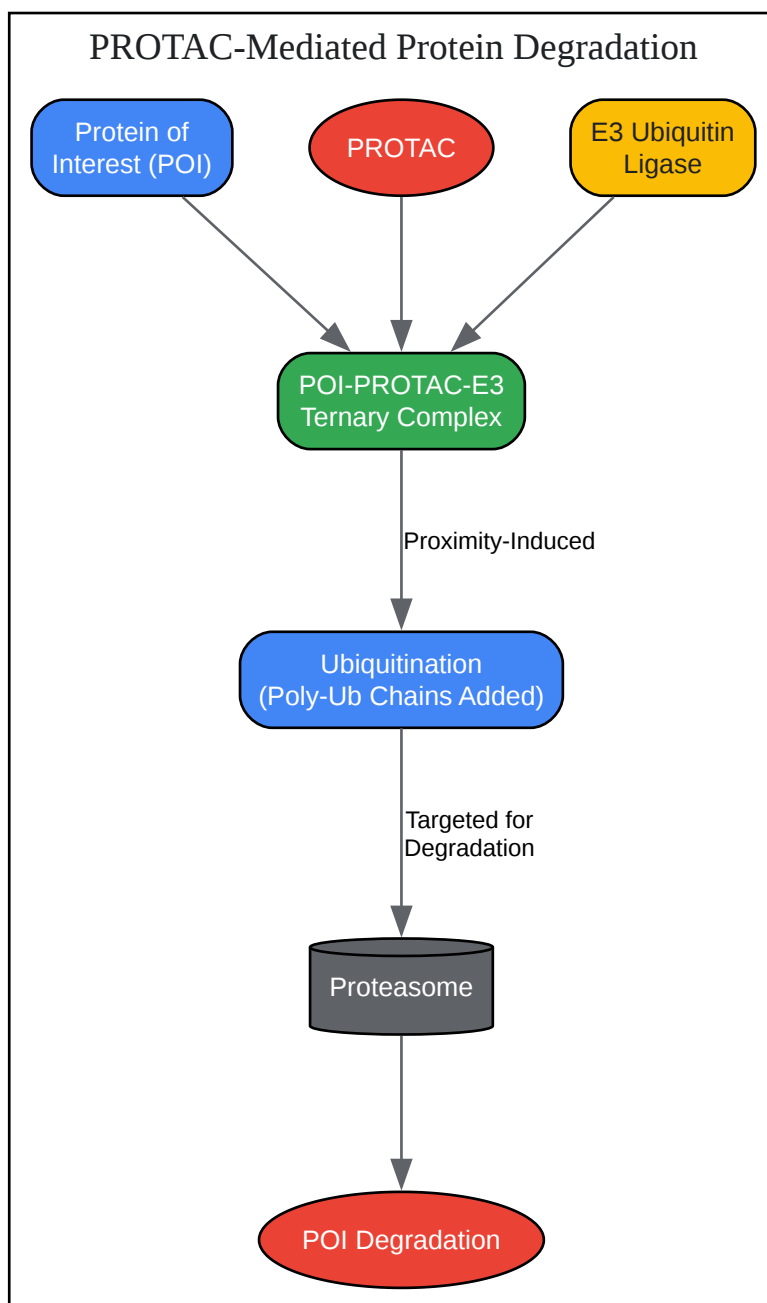 PROTAC-Mediated Protein Degradation
Protein of
Interest (POI)
PROTAC
E3 Ubiquitin
Ligase
POI-PROTAC-E3
Ternary Complex
Proximity-Induced
Ubiquitination
(Poly-Ub Chains Added)
Targeted for
Degradation
Proteasome
POI Degradation